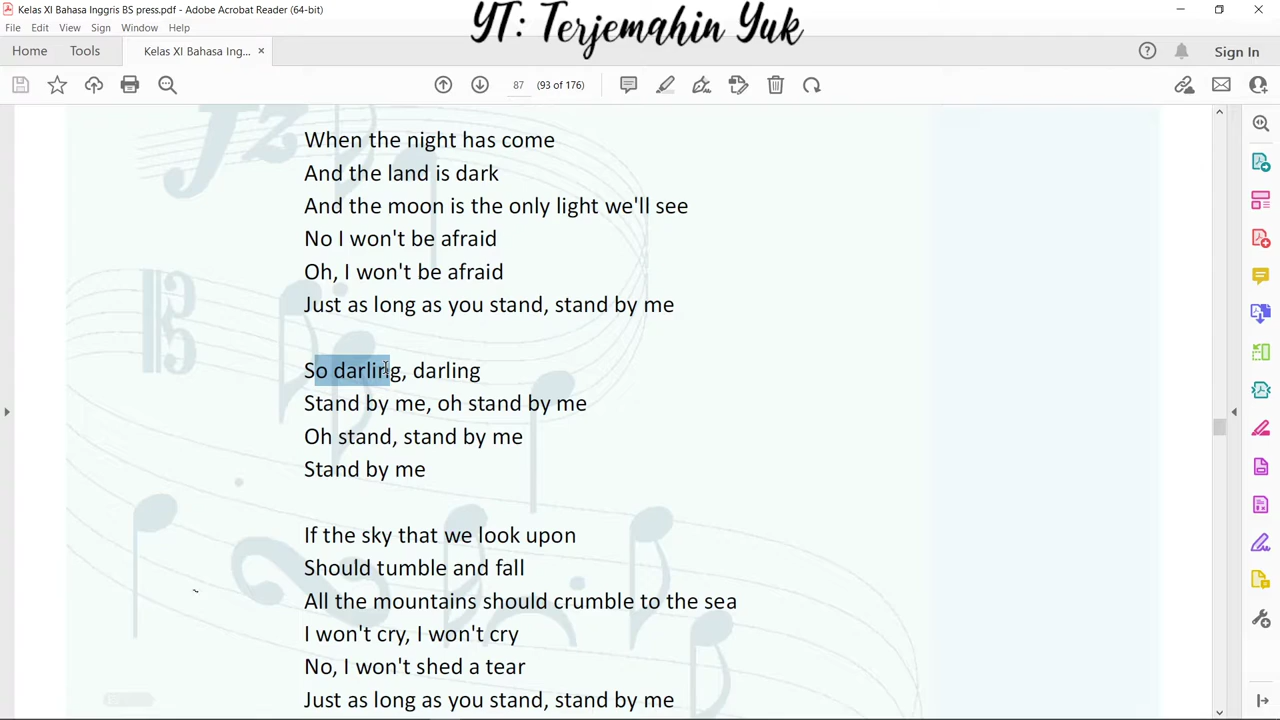 Kelas XI Bahasa Inggris BS press.pdf - Adobe Acrobat Reader (64-bit)
YT: Terjemahin Yuk
File Edit View Sign Window Help
Home Tools Kelas XI Bahasa Ing... × Sign In
87 (93 of 176)
When the night has come
And the land is dark
And the moon is the only light we'll see
No I won't be afraid
Oh, I won't be afraid
Just as long as you stand, stand by me
So darling, darling
Stand by me, oh stand by me
Oh stand, stand by me
Stand by me
If the sky that we look upon
Should tumble and fall
All the mountains should crumble to the sea
I won't cry, I won't cry
No, I won't shed a tear
Just as long as you stand, stand by me